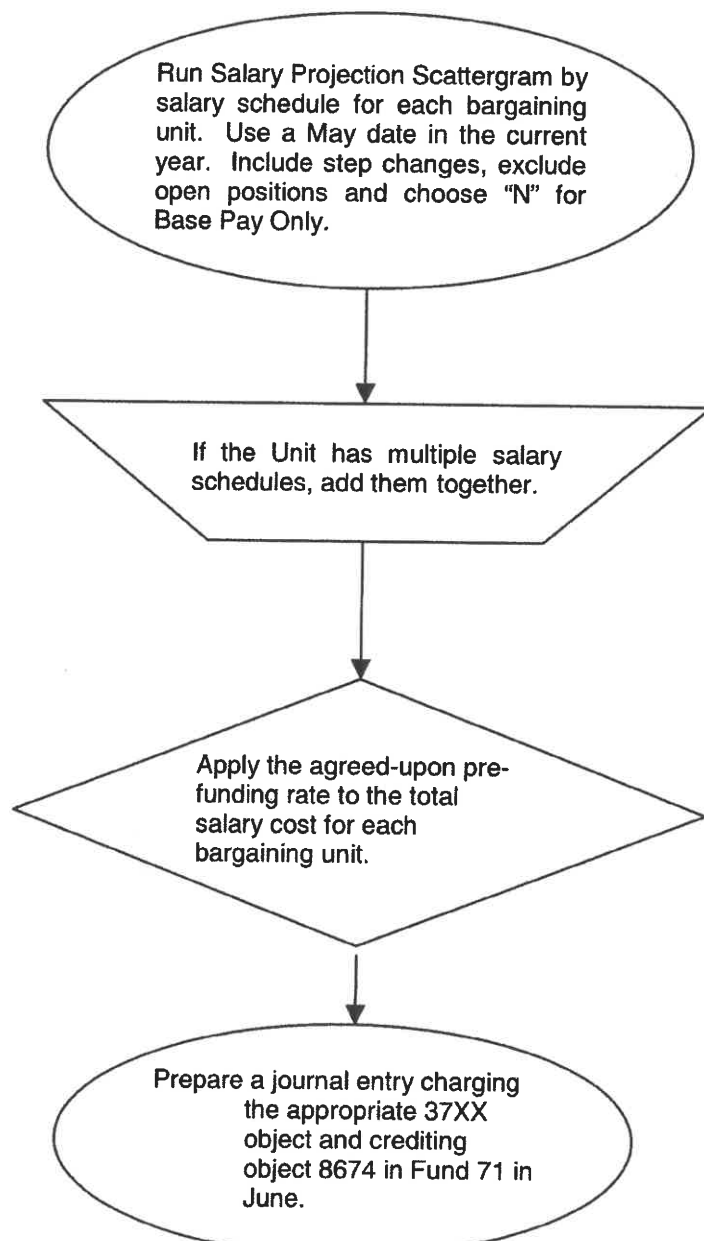 Run Salary Projection Scattergram by
salary schedule for each bargaining
unit. Use a May date in the current
year. Include step changes, exclude
open positions and choose “N” for
Base Pay Only.
If the Unit has multiple salary
schedules, add them together.
Apply the agreed-upon pre-
funding rate to the total
salary cost for each
bargaining unit.
Prepare a journal entry charging
the appropriate 37XX
object and crediting
object 8674 in Fund 71 in
June.